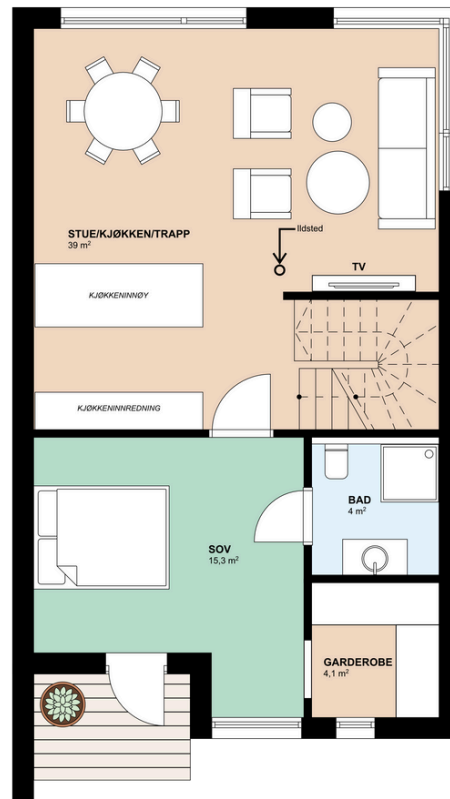 STUE/KJØKKEN/TRAPP
39 m²
Ildsted
TV
KJØKKENINNØY
KJØKKENINNREDNING
BAD
4 m²
SOV
15,3 m²
GARDEROBE
4,1 m²